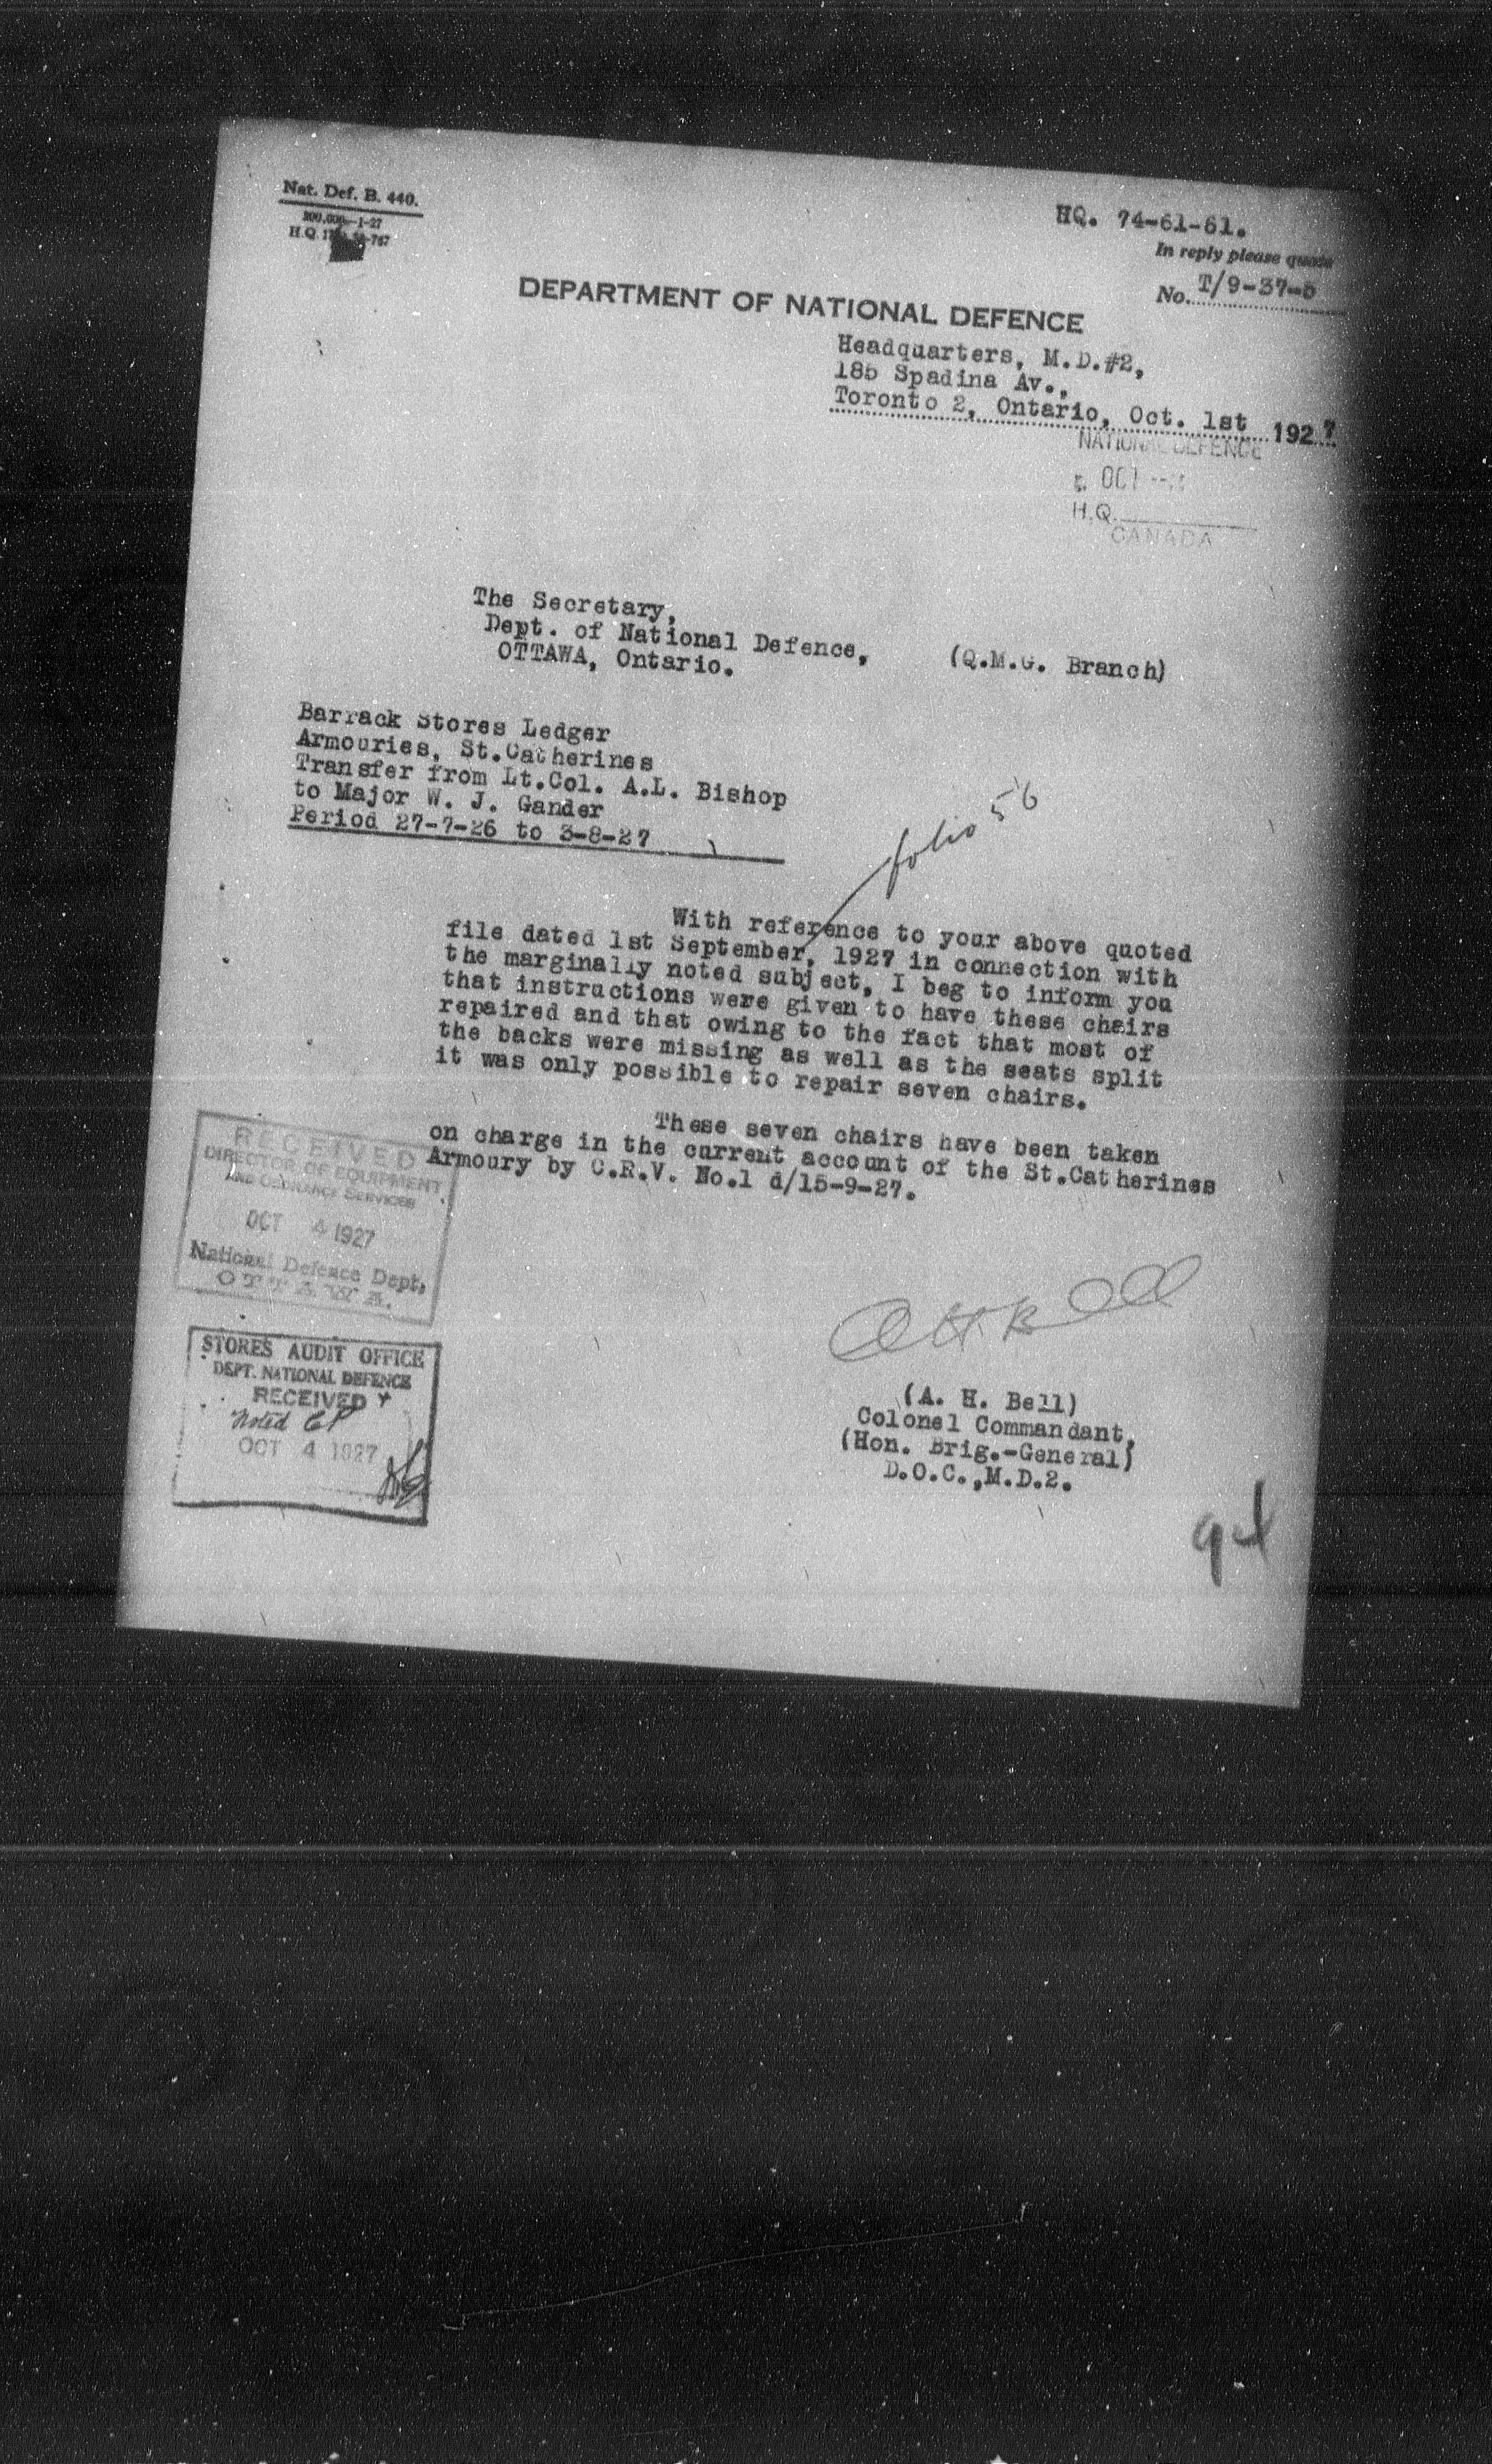 Nat. Def. B. 440.
H.Q.
HQ. 74-61-61.
In reply please quote
No. T/9-37-5
DEPARTMENT OF NATIONAL DEFENCE
Headquarters, M.D.#2,
185 Spadina Av.,
Toronto 2, Ontario, Oct. 1st 1927
NATIONAL DEFENCE
OCT
H.Q.
CANADA
The Secretary,
Dept. of National Defence, (Q.M.G. Branch)
OTTAWA, Ontario.
Barrack Stores Ledger
Armouries, St.Catherines
Transfer from Lt.Col. A.L. Bishop
to Major W. J. Gander
Period 27-7-26 to 3-8-27
folio 56
With reference to your above quoted
file dated 1st September, 1927 in connection with
the marginally noted subject, I beg to inform you
that instructions were given to have these chairs
repaired and that owing to the fact that most of
the backs were missing as well as the seats split
it was only possible to repair seven chairs.
These seven chairs have been taken
on charge in the current account of the St.Catherines
Armoury by C.R.V. No.1 d/15-9-27.
RECEIVED
DIRECTOR OF EQUIPMENT
AND ORDNANCE SERVICES
OCT 4 1927
National Defence Dept.
OTTAWA.
STORES AUDIT OFFICE
DEPT. NATIONAL DEFENCE
RECEIVED
Noted
OCT 4 1927
AHBell
(A. H. Bell)
Colonel Commandant,
(Hon. Brig.-General)
D.O.C.,M.D.2.